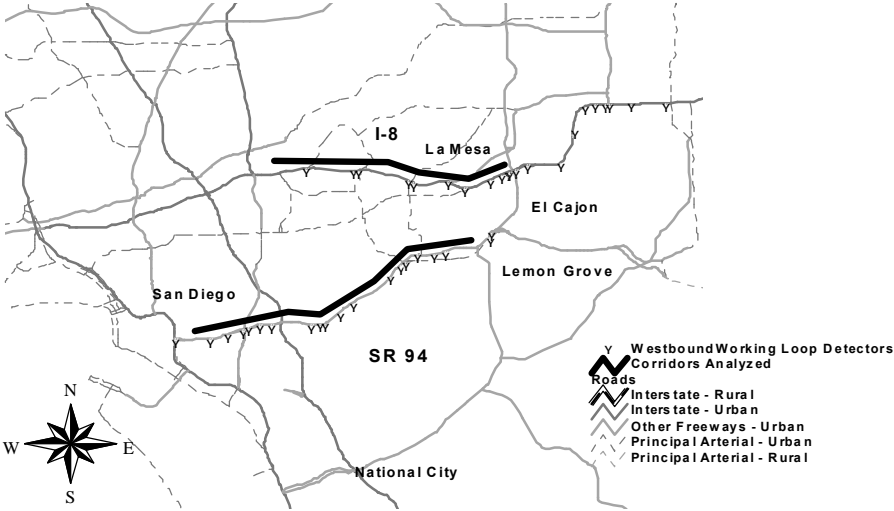 I-8
La Mesa
El Cajon
Lemon Grove
San Diego
SR 94
Y Westbound Working Loop Detectors
Corridors Analyzed
Roads
Interstate - Rural
Interstate - Urban
Other Freeways - Urban
Principal Arterial - Urban
Principal Arterial - Rural
N
W E
S
National City